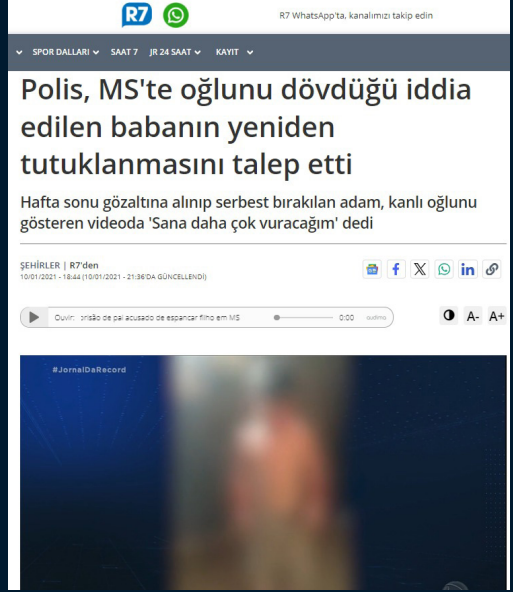 R7
R7 WhatsApp'ta, kanalımızı takip edin
SPOR DALLARI
SAAT 7
JR 24 SAAT
KAYIT
Polis, MS'te oğlunu dövdüğü iddia
edilen babanın yeniden
tutuklanmasını talep etti
Hafta sonu gözaltına alınıp serbest bırakılan adam, kanlı oğlunu
gösteren videoda 'Sana daha çok vuracağım' dedi
ŞEHİRLER | R7'den
10/01/2021 - 18:44 (10/01/2021 - 21:36'DA GÜNCELLENDİ)
Ouvir: prisão de pai acusado de espancar filho em MS
0:00
audima
A- A+
#JornalDaRecord